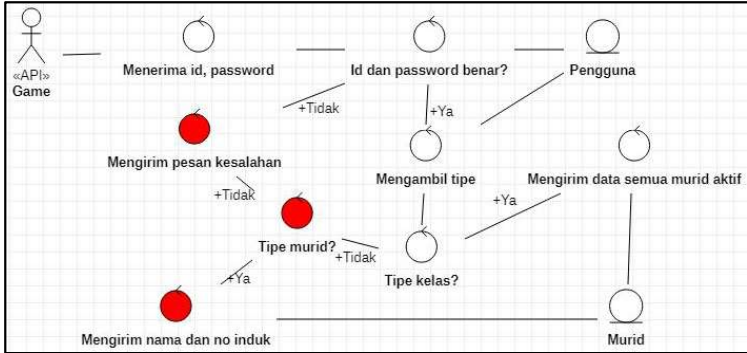 «API»
Game
Menerima id, password
Id dan password benar?
Pengguna
+Tidak
+Ya
Mengirim pesan kesalahan
Mengambil tipe
Mengirim data semua murid aktif
+Tidak
+Ya
Tipe murid?
+Tidak
Tipe kelas?
+Ya
Mengirim nama dan no induk
Murid